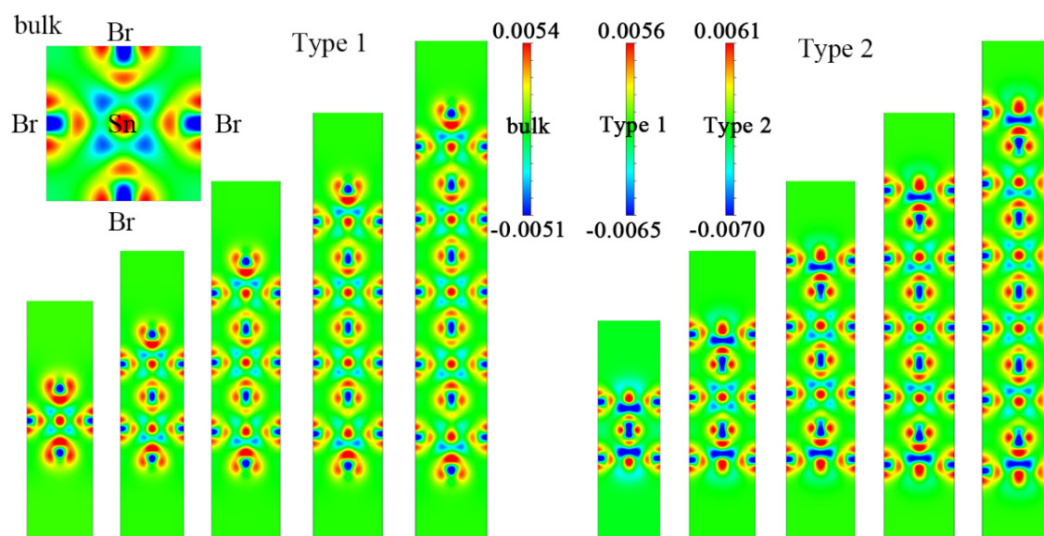 bulk
Br
Br
Sn
Br
Br
Type 1
0.0054
bulk
-0.0051
0.0056
Type 1
-0.0065
0.0061
Type 2
-0.0070
Type 2